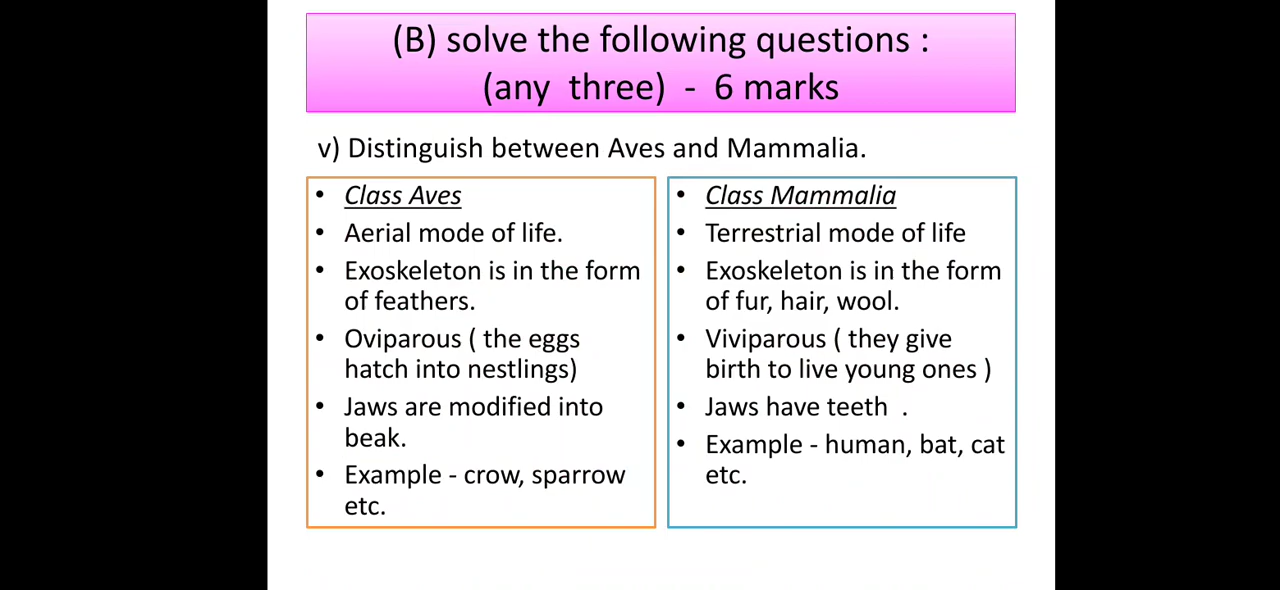 (B) solve the following questions :
(any three) - 6 marks
v) Distinguish between Aves and Mammalia.
• Class Aves
• Aerial mode of life.
• Exoskeleton is in the form
of feathers.
• Oviparous ( the eggs
hatch into nestlings)
• Jaws are modified into
beak.
• Example - crow, sparrow
etc.
• Class Mammalia
• Terrestrial mode of life
• Exoskeleton is in the form
of fur, hair, wool.
• Viviparous ( they give
birth to live young ones )
• Jaws have teeth .
• Example - human, bat, cat
etc.